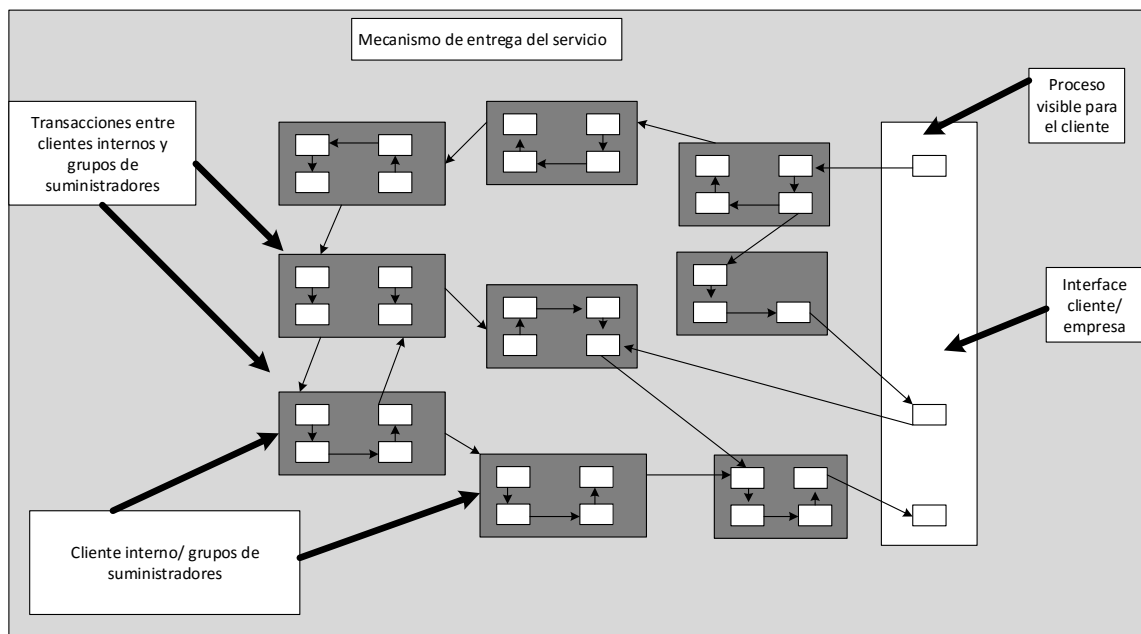 Mecanismo de entrega del servicio
Transacciones entre
clientes internos y
grupos de
suministradores
Proceso
visible para
el cliente
Interface
cliente/
empresa
Cliente interno/ grupos de
suministradores